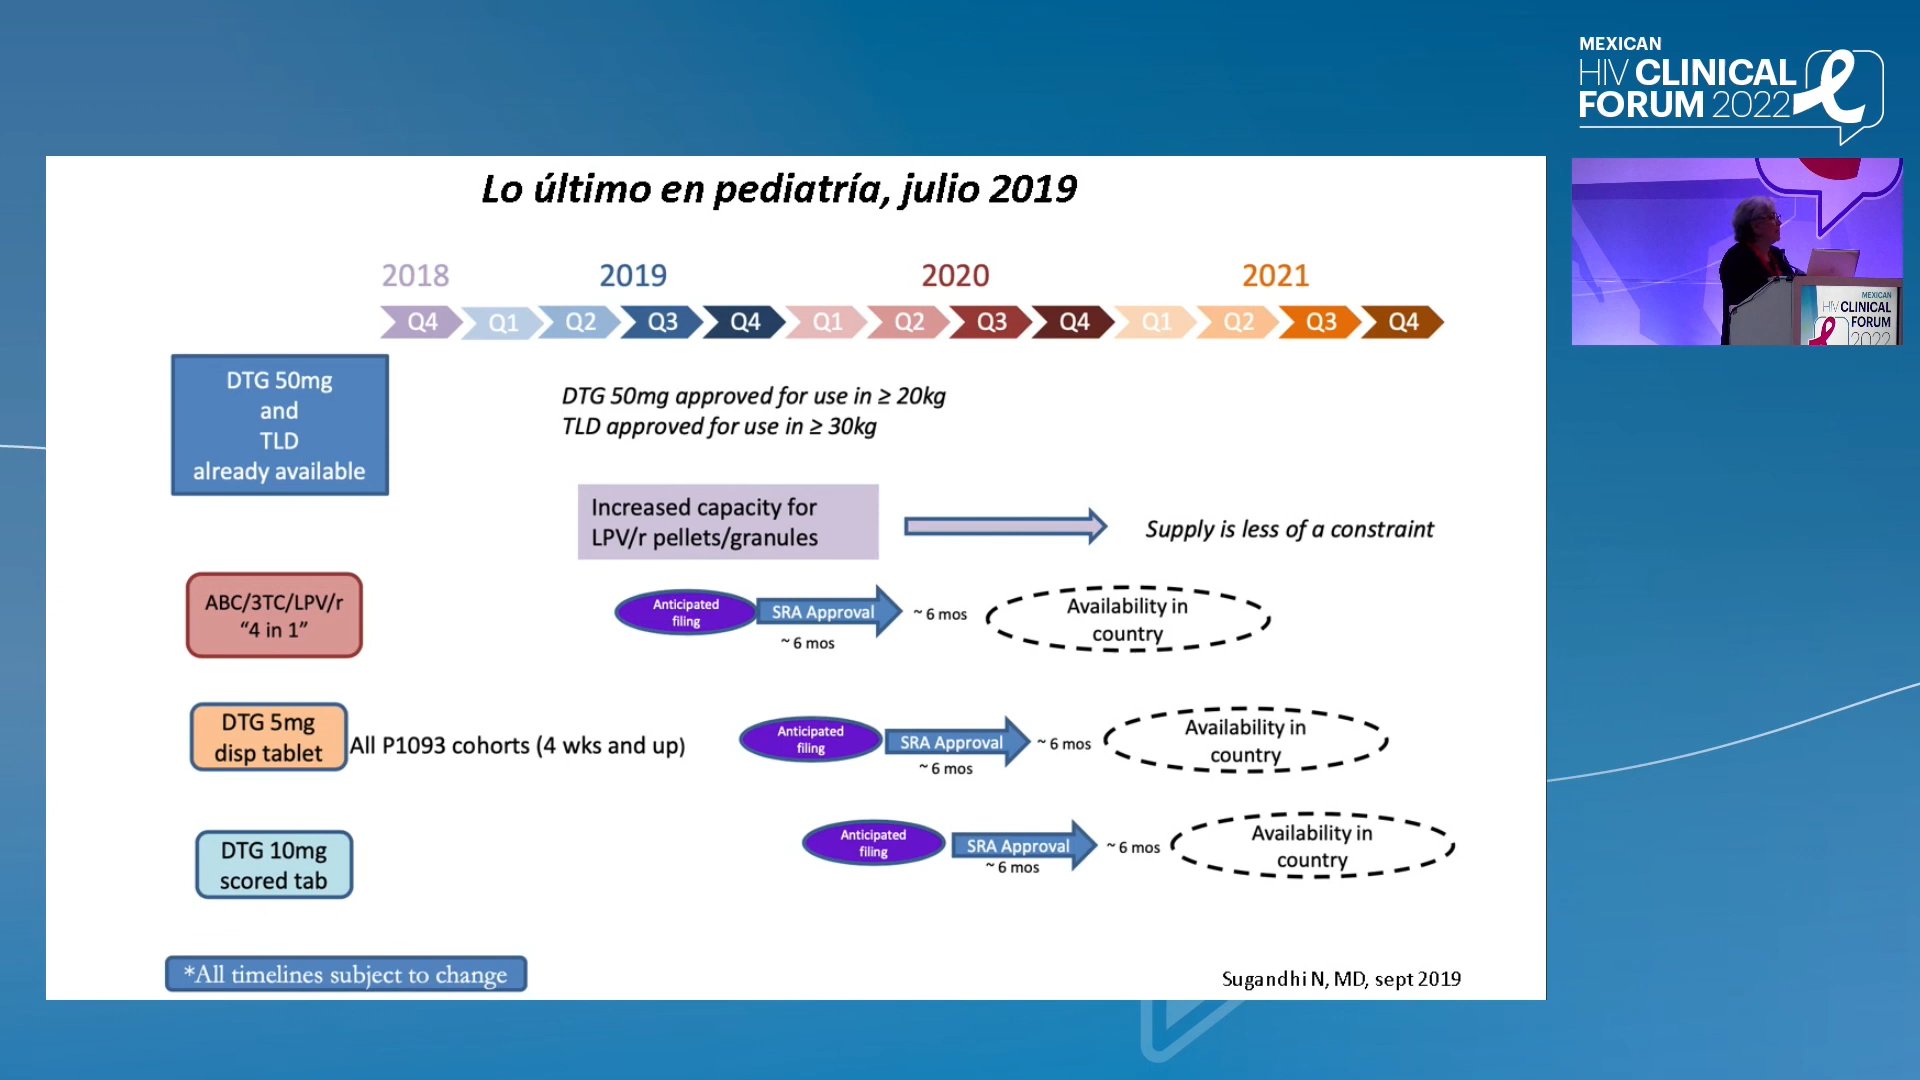 MEXICAN
HIV CLINICAL
FORUM 2022
Lo último en pediatría, julio 2019
2018 2019 2020 2021
Q4 Q1 Q2 Q3 Q4 Q1 Q2 Q3 Q4 Q1 Q2 Q3 Q4
DTG 50mg
and
TLD
already available
DTG 50mg approved for use in ≥ 20kg
TLD approved for use in ≥ 30kg
Increased capacity for
LPV/r pellets/granules
Supply is less of a constraint
ABC/3TC/LPV/r
“4 in 1”
Anticipated
filing
SRA Approval
~ 6 mos
~ 6 mos
Availability in
country
DTG 5mg
disp tablet
All P1093 cohorts (4 wks and up)
Anticipated
filing
SRA Approval
~ 6 mos
~ 6 mos
Availability in
country
DTG 10mg
scored tab
Anticipated
filing
SRA Approval
~ 6 mos
~ 6 mos
Availability in
country
*All timelines subject to change
Sugandhi N, MD, sept 2019
MEXICAN
HIV CLINICAL
FORUM
2022